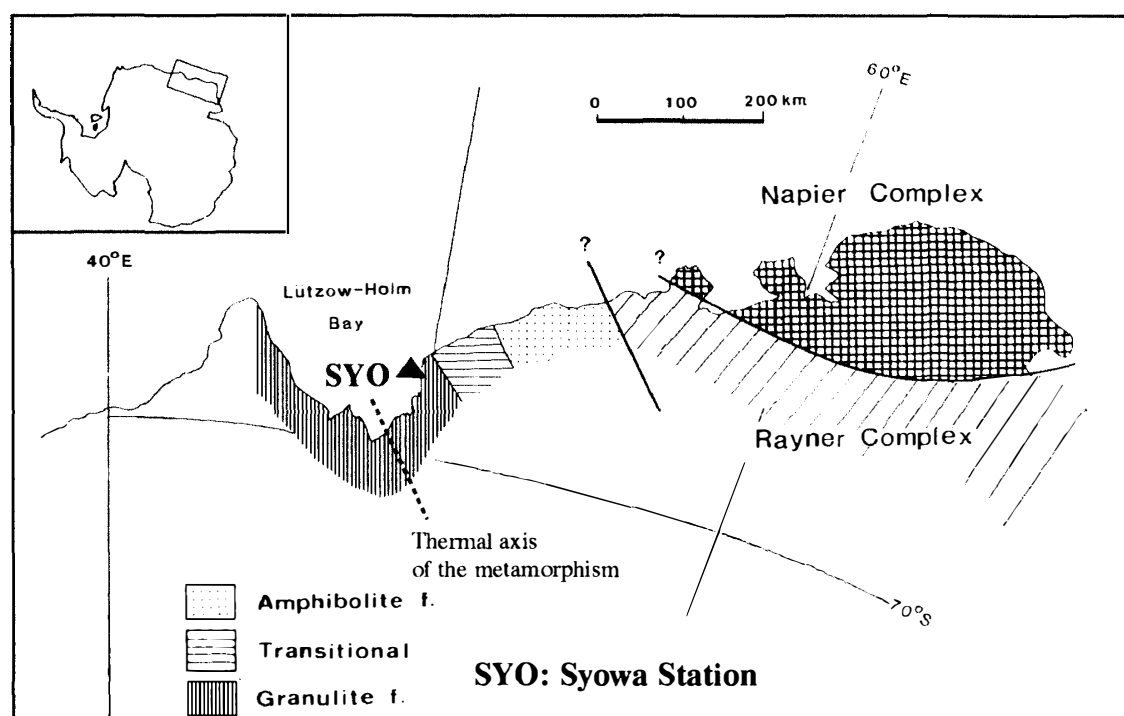 60°E
0 100 200 km
Napier Complex
?
?
40°E
Lützow-Holm
Bay
SYO
Rayner Complex
Thermal axis
of the metamorphism
70°S
Amphibolite f.
Transitional
Granulite f.
SYO: Syowa Station